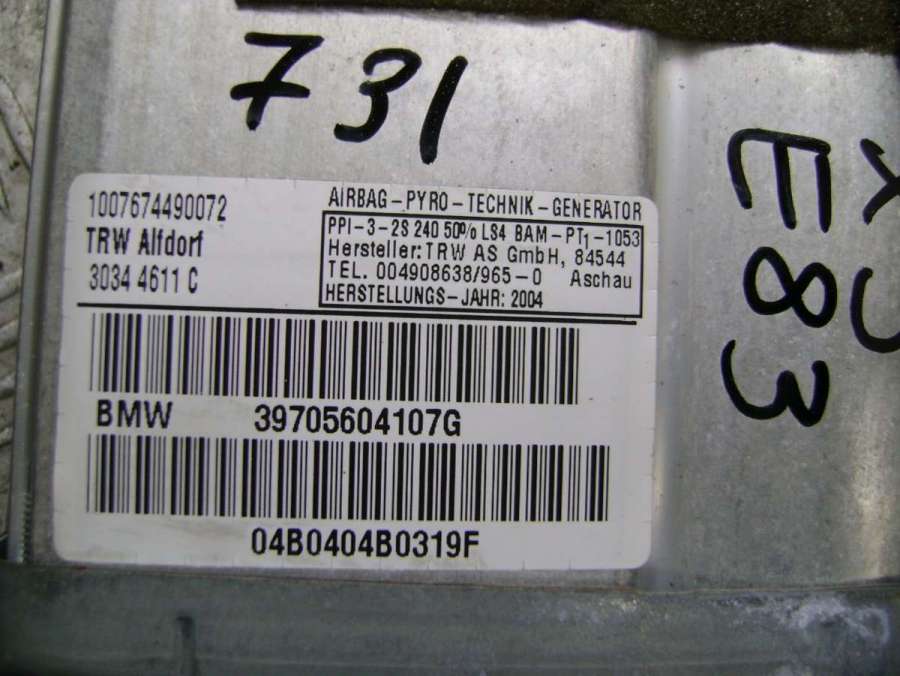 731
E83
1007674490072
TRW Alfdorf
3034 4611 C
AIRBAG-PYRO-TECHNIK-GENERATOR
PPI-3-2S 240 50% LS4 BAM-PT1-1053
Hersteller: TRW AS GmbH, 84544
TEL. 004908638/965-0 Aschau
HERSTELLUNGS-JAHR: 2004
BMW 39705604107G
04B0404B0319F